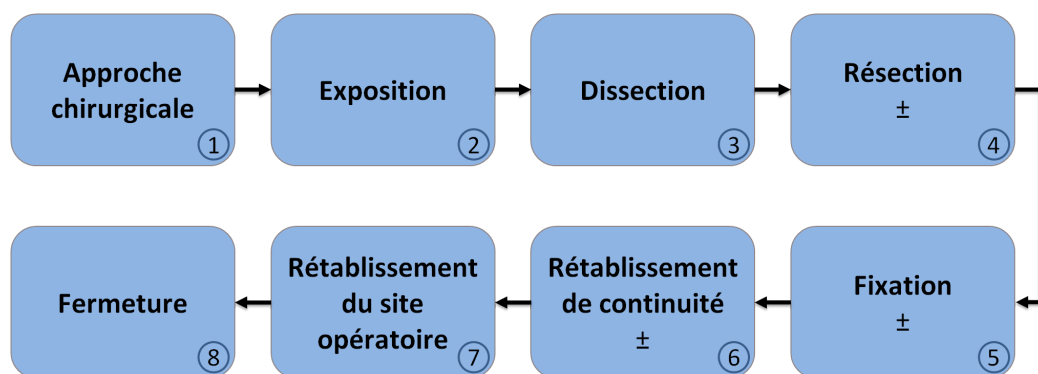 Approche
chirurgicale
1
Exposition
2
Dissection
3
Résection
±
4
Fixation
±
5
Rétablissement
de continuité
±
6
Rétablissement
du site
opératoire
7
Fermeture
8